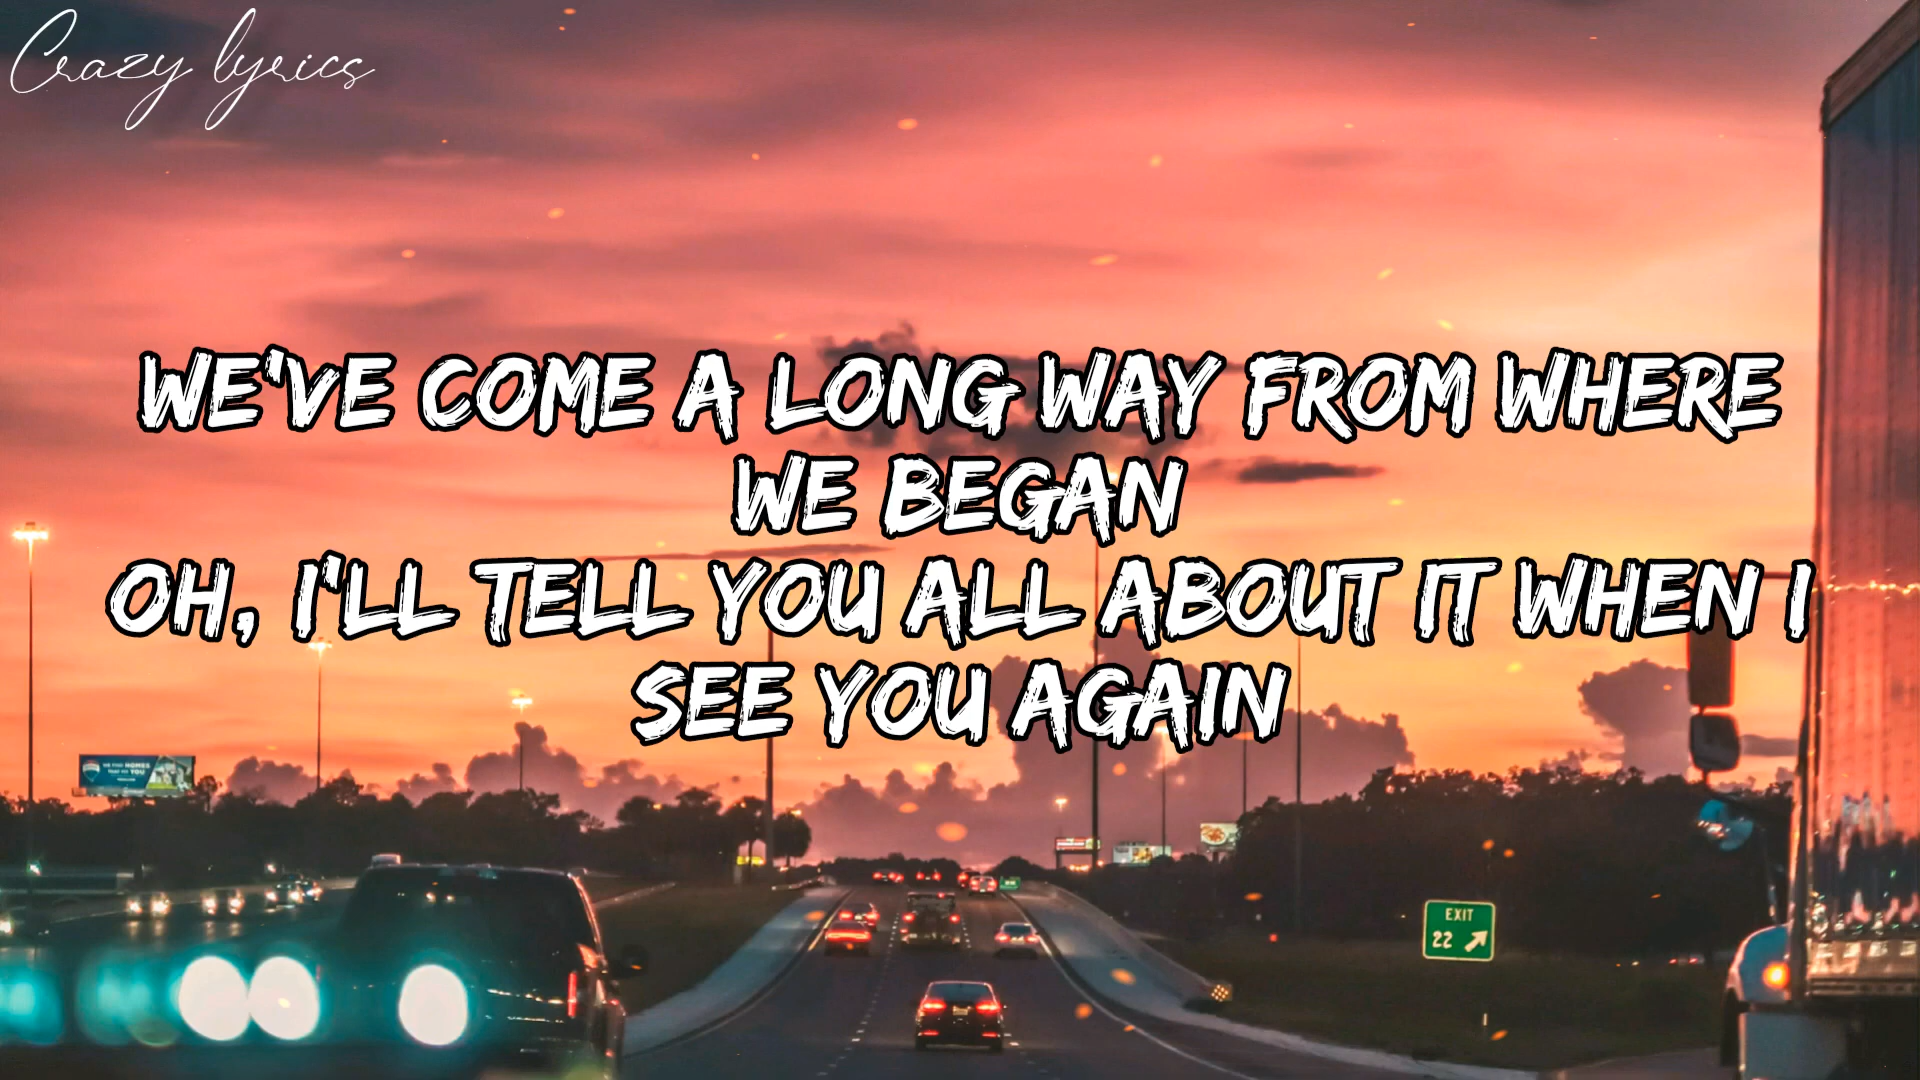 Crazy lyrics
WE'VE COME A LONG WAY FROM WHERE
WE BEGAN
OH, I'LL TELL YOU ALL ABOUT IT WHEN I
SEE YOU AGAIN
EXIT
22